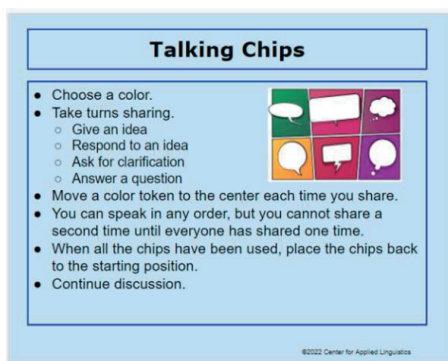 Talking Chips
● Choose a color.
● Take turns sharing.
○ Give an idea
○ Respond to an idea
○ Ask for clarification
○ Answer a question
● Move a color token to the center each time you share.
● You can speak in any order, but you cannot share a
second time until everyone has shared one time.
● When all the chips have been used, place the chips back
to the starting position.
● Continue discussion.
©2022 Center for Applied Linguistics